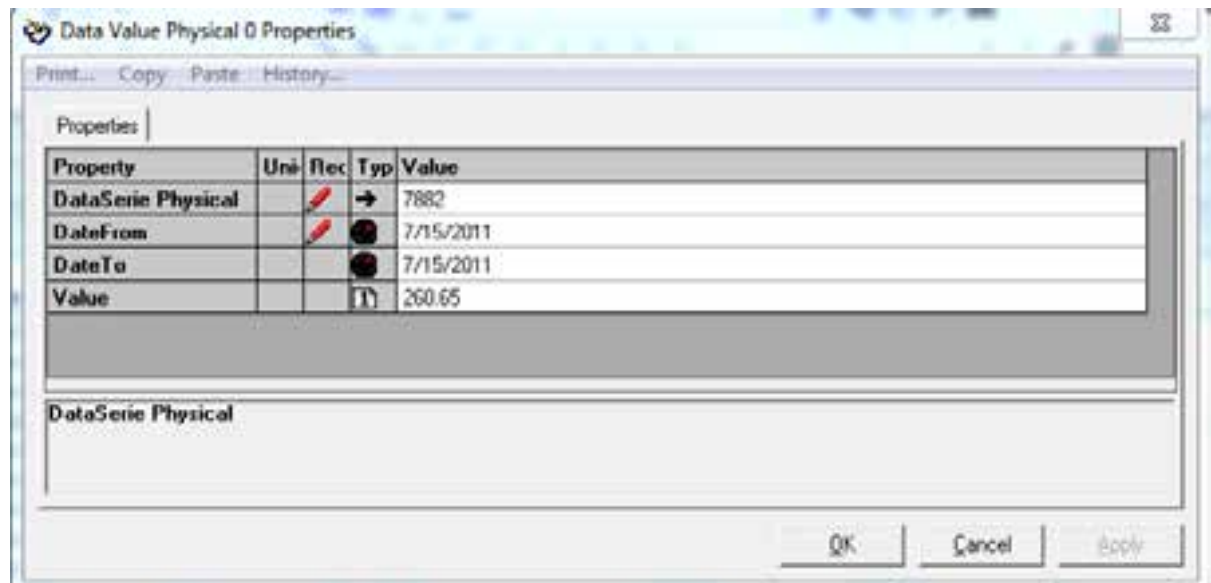 Data Value Physical 0 Properties
Print... Copy Paste History...
Properties
Property Uni Rec Typ Value
DataSerie Physical 7882
DateFrom 7/15/2011
DateTo 7/15/2011
Value 260.65
DataSerie Physical
OK Cancel Apply